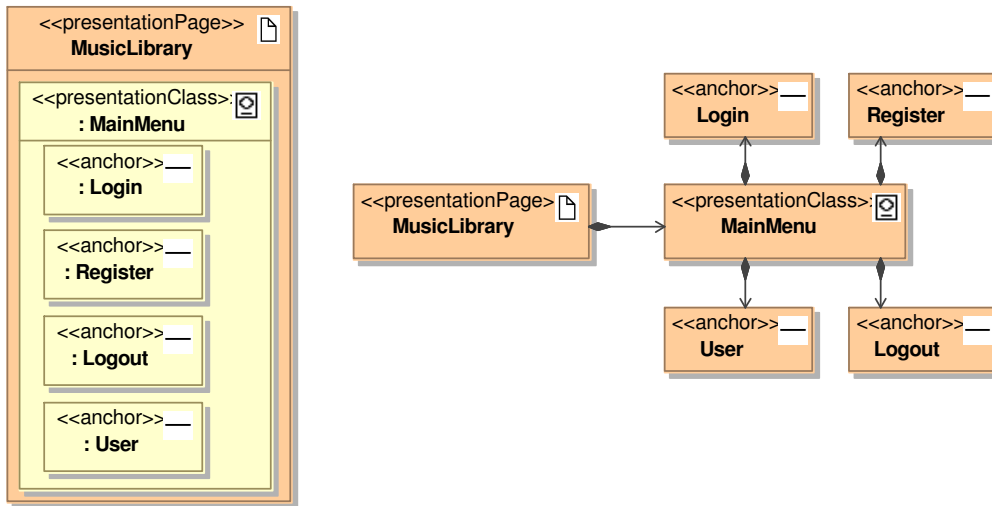 <<presentationPage>>
MusicLibrary
<<presentationClass>:
: MainMenu
<<anchor>>
: Login
<<anchor>>
: Register
<<anchor>>
: Logout
<<anchor>>
: User
<<anchor>>
Login
<<anchor>>
Register
<<presentationPage>
MusicLibrary
<<presentationClass>:
MainMenu
<<anchor>>
User
<<anchor>>
Logout